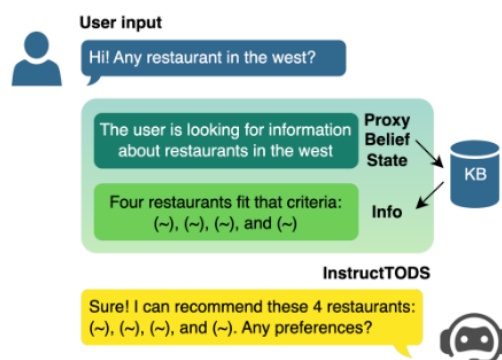 User input
Hi! Any restaurant in the west?
The user is looking for information
about restaurants in the west
Proxy
Belief
State
KB
Four restaurants fit that criteria:
(~), (~), (~), and (~)
Info
InstructTODS
Sure! I can recommend these 4 restaurants:
(~), (~), (~), and (~). Any preferences?